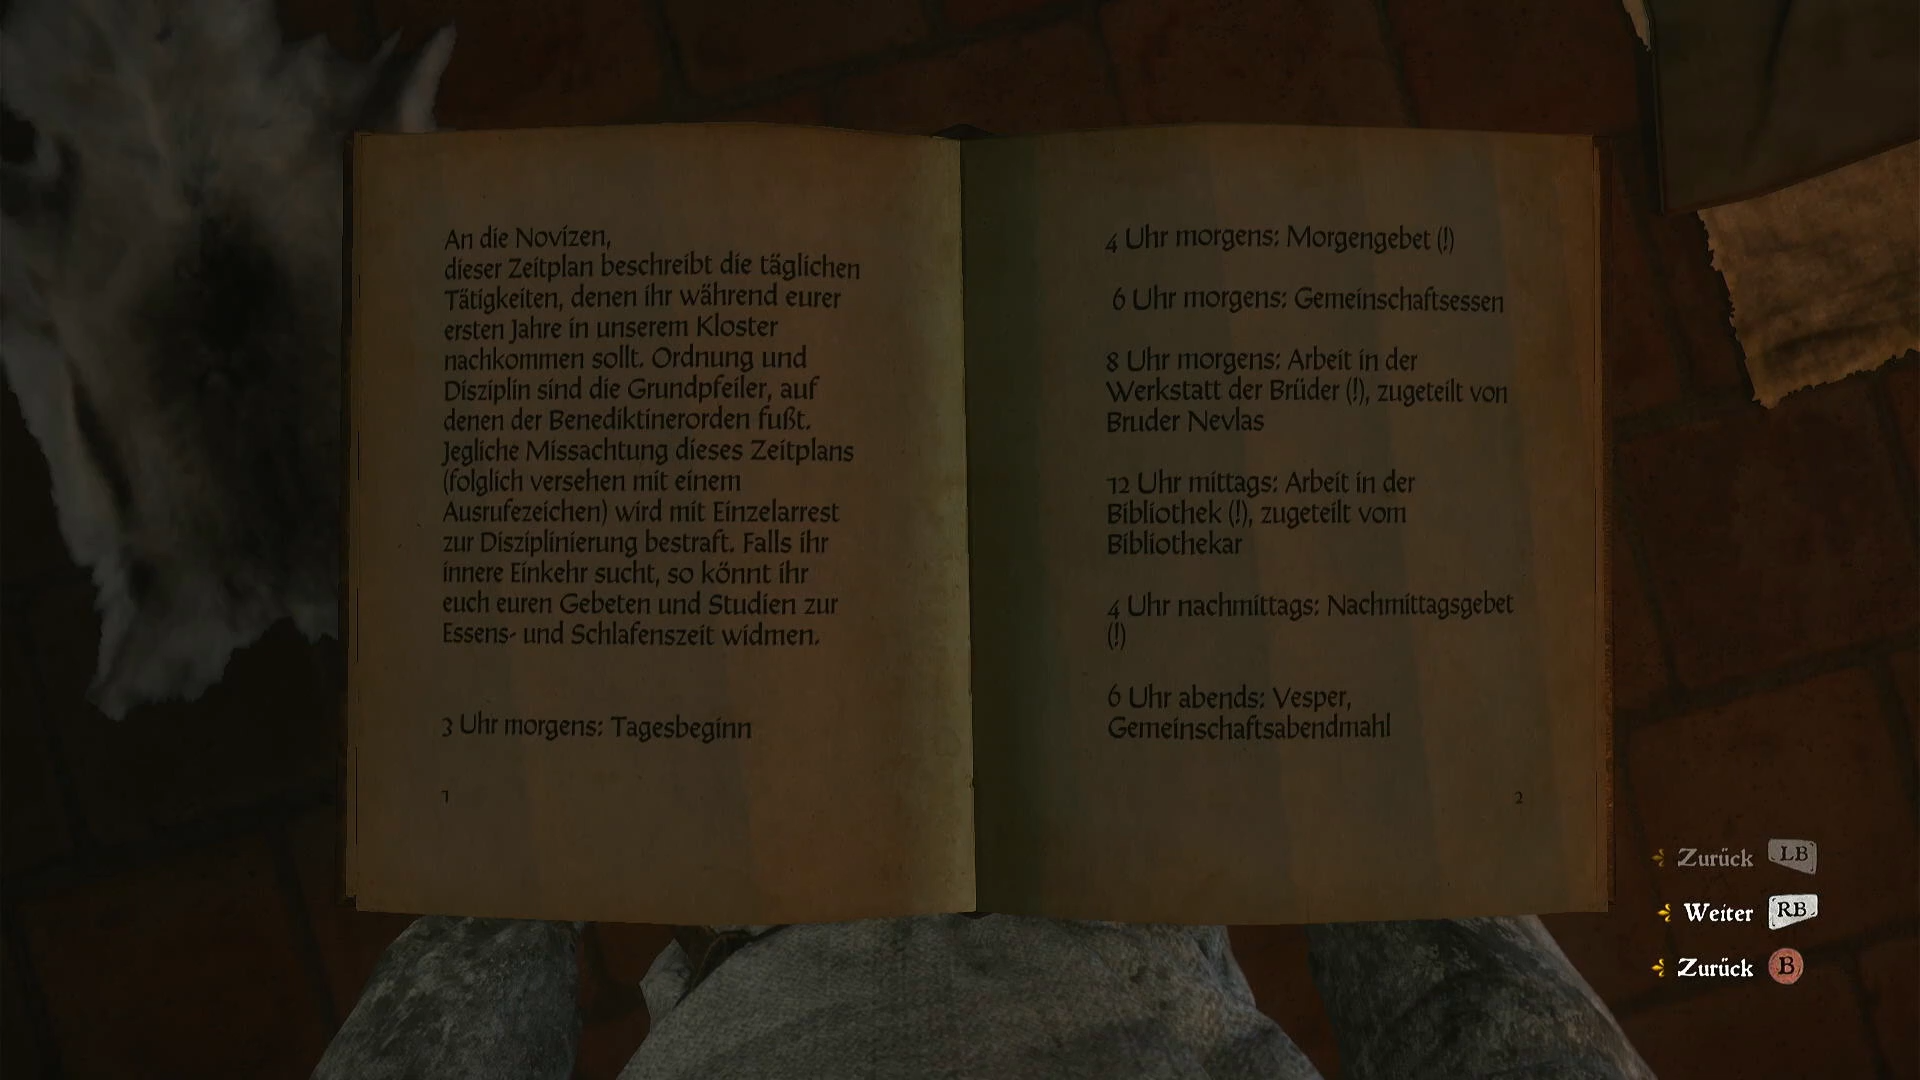 An die Novizen,
dieser Zeitplan beschreibt die täglichen
Tätigkeiten, denen ihr während eurer
ersten Jahre in unserem Kloster
nachkommen sollt. Ordnung und
Disziplin sind die Grundpfeiler, auf
denen der Benediktinerorden fußt.
Jegliche Missachtung dieses Zeitplans
(folglich versehen mit einem
Ausrufezeichen) wird mit Einzelarrest
zur Disziplinierung bestraft. Falls ihr
innere Einkehr sucht, so könnt ihr
euch euren Gebeten und Studien zur
Essens- und Schlafenszeit widmen.
3 Uhr morgens: Tagesbeginn
1
4 Uhr morgens: Morgengebet (!)
6 Uhr morgens: Gemeinschaftsessen
8 Uhr morgens: Arbeit in der
Werkstatt der Brüder (!), zugeteilt von
Bruder Nevlas
12 Uhr mittags: Arbeit in der
Bibliothek (!), zugeteilt vom
Bibliothekar
4 Uhr nachmittags: Nachmittagsgebet
(!)
6 Uhr abends: Vesper,
Gemeinschaftsabendmahl
2
Zurück LB
Weiter RB
Zurück B